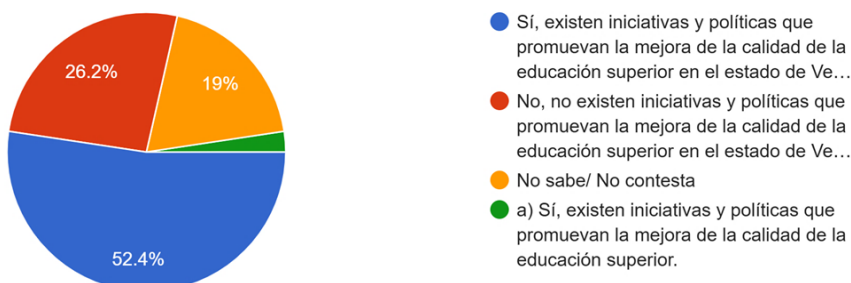 26.2%
19%
52.4%
Sí, existen iniciativas y políticas que
promuevan la mejora de la calidad de la
educación superior en el estado de Ve…
No, no existen iniciativas y políticas que
promuevan la mejora de la calidad de la
educación superior en el estado de Ve…
No sabe/ No contesta
a) Sí, existen iniciativas y políticas que
promuevan la mejora de la calidad de la
educación superior.